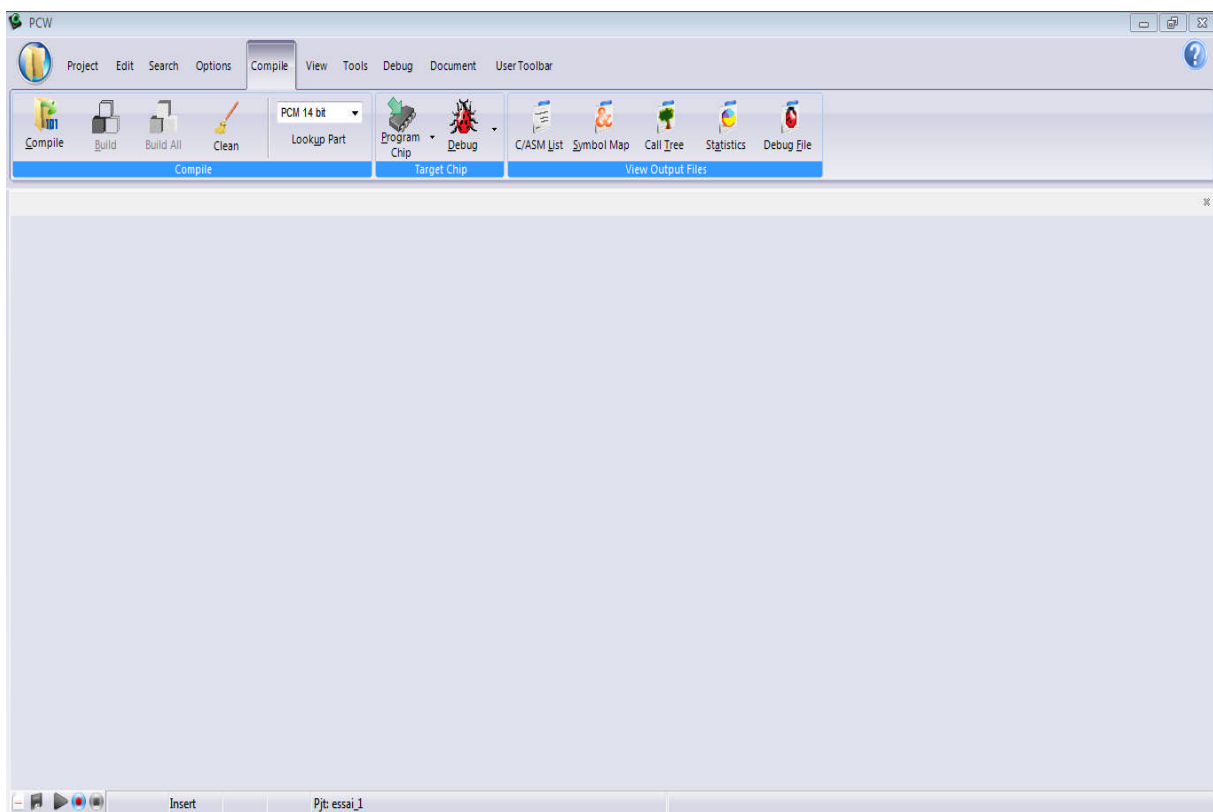 PCW
Project Edit Search Options Compile View Tools Debug Document User Toolbar
101
PCM 14 bit
Compile Build Build All Clean Lookup Part Program Chip Debug C/ASM List & Symbol Map Call Tree Statistics Debug File
Compile Target Chip View Output Files
Insert Pjt: essai_1